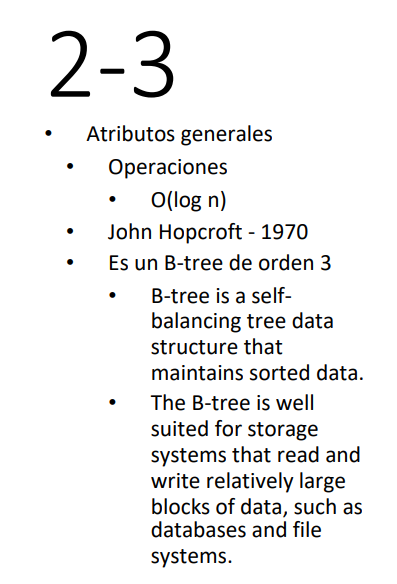 2-3
• Atributos generales
• Operaciones
• O(log n)
• John Hopcroft - 1970
• Es un B-tree de orden 3
• B-tree is a self-
balancing tree data
structure that
maintains sorted data.
• The B-tree is well
suited for storage
systems that read and
write relatively large
blocks of data, such as
databases and file
systems.